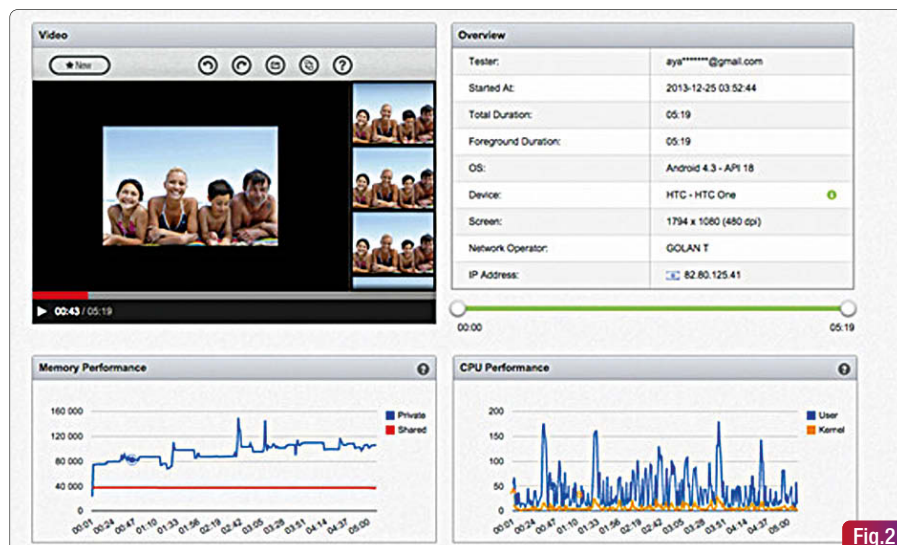 Video
New
?
00:43 / 05:19
Overview
Tester: aya*******@gmail.com
Started At: 2013-12-25 03:52:44
Total Duration: 05:19
Foreground Duration: 05:19
OS: Android 4.3 - API 18
Device: HTC - HTC One
Screen: 1794 x 1080 (480 dpi)
Network Operator: GOLAN T
IP Address: 82.80.125.41
00:00 05:19
Memory Performance ?
160 000
120 000
80 000
40 000
0
Private
Shared
00:01 00:24 00:47 01:10 01:33 01:56 02:19 02:42 03:05 03:28 03:51 04:14 04:37 05:00
CPU Performance ?
200
150
100
50
0
User
Kernel
00:01 00:24 00:47 01:10 01:33 01:56 02:19 02:42 03:05 03:28 03:51 04:14 04:37 05:00
Fig.2